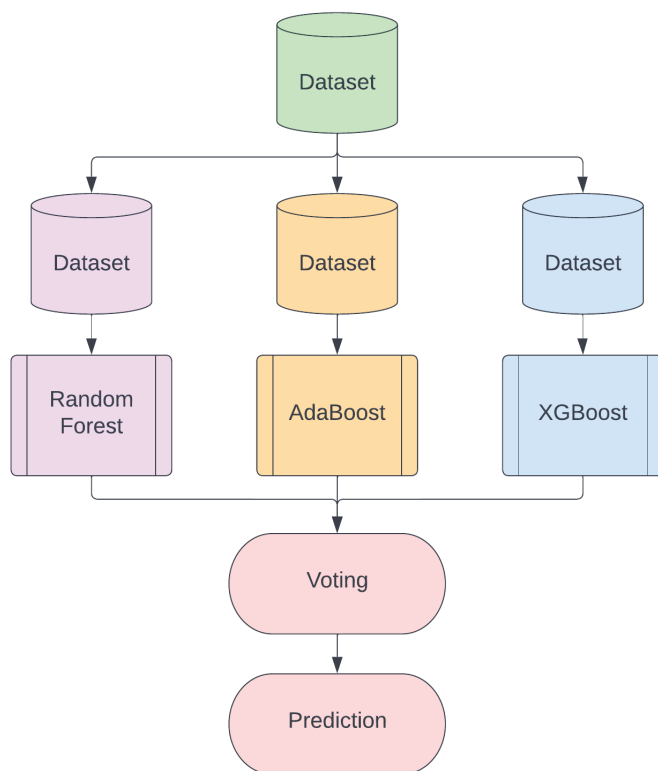 Dataset
Dataset
Dataset
Dataset
Random
Forest
AdaBoost
XGBoost
Voting
Prediction